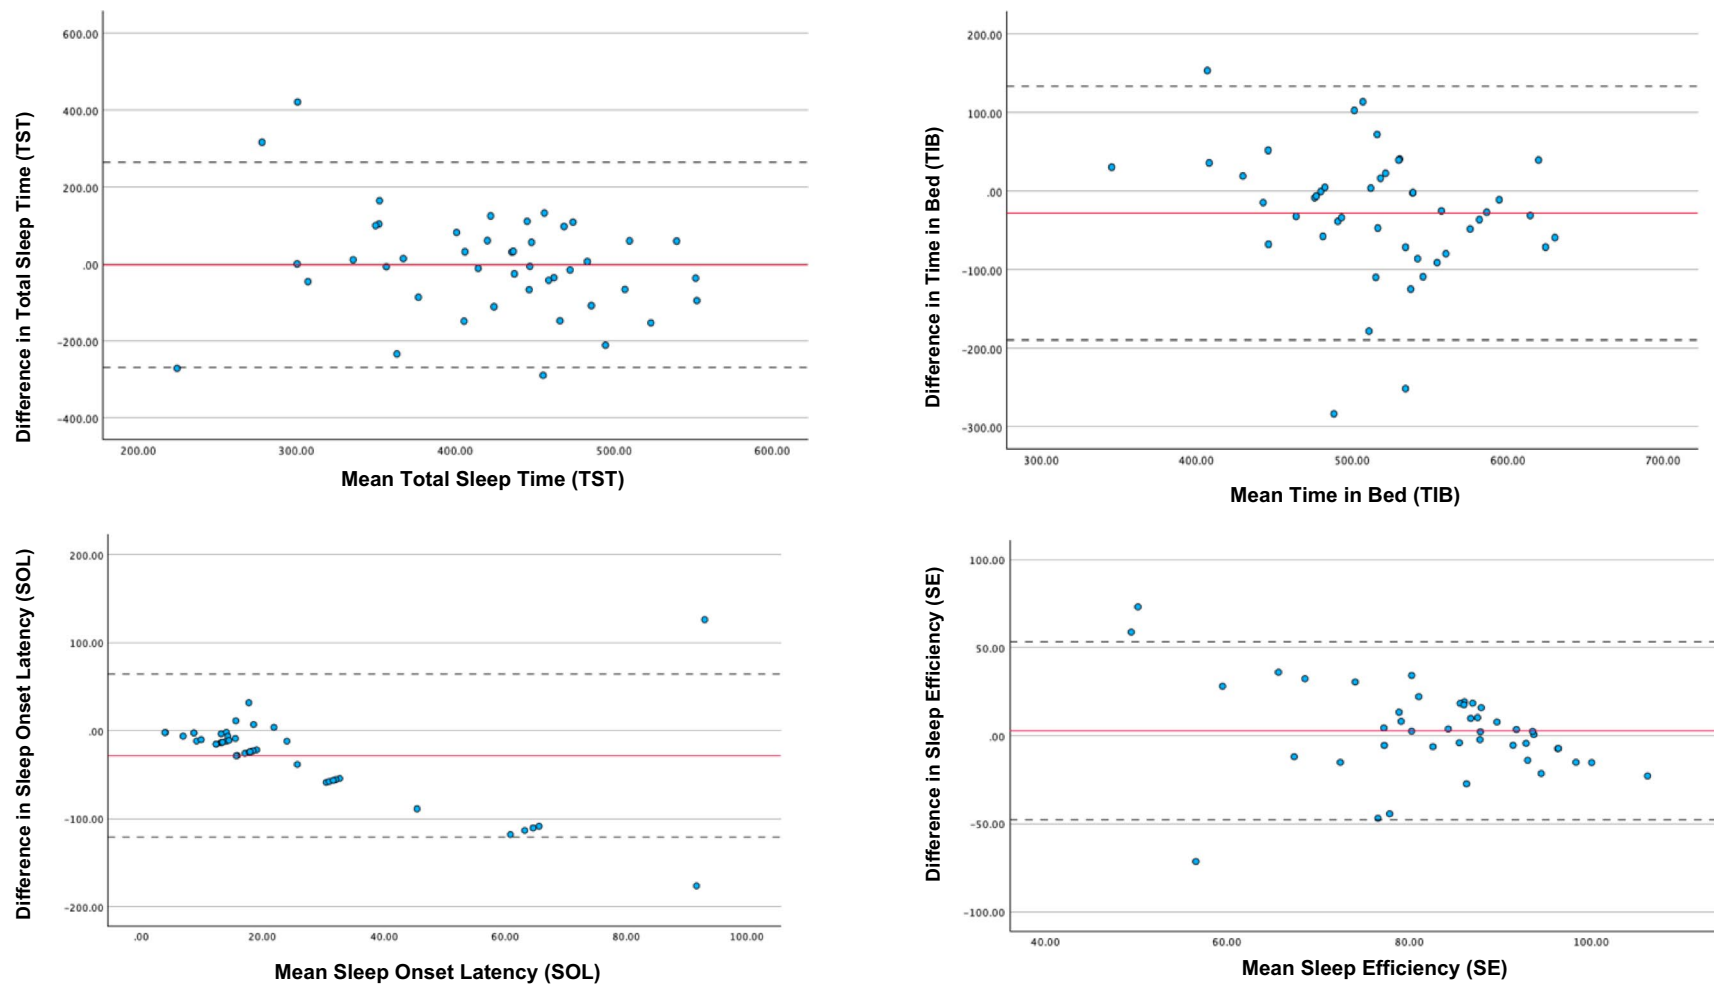 Difference in Total Sleep Time (TST)
600.00
400.00
200.00
.00
-200.00
-400.00
200.00 300.00 400.00 500.00 600.00
Mean Total Sleep Time (TST)
Difference in Time in Bed (TIB)
200.00
100.00
.00
-100.00
-200.00
-300.00
300.00 400.00 500.00 600.00 700.00
Mean Time in Bed (TIB)
Difference in Sleep Onset Latency (SOL)
200.00
100.00
.00
-100.00
-200.00
.00 20.00 40.00 60.00 80.00 100.00
Mean Sleep Onset Latency (SOL)
Difference in Sleep Efficiency (SE)
100.00
50.00
.00
-50.00
-100.00
40.00 60.00 80.00 100.00
Mean Sleep Efficiency (SE)